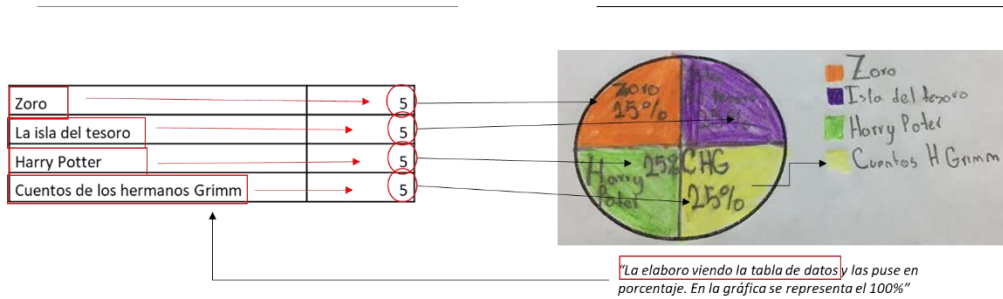 Zoro 5
La isla del tesoro 5
Harry Potter 5
Cuentos de los hermanos Grimm 5
Zoro
25%
tesoro
Harry 25%
Poter
CHG
25%
Zoro
Isla del tesoro
Harry Poter
Cuentos H Grimm
"La elaboro viendo la tabla de datos y las puse en
porcentaje. En la gráfica se representa el 100%"